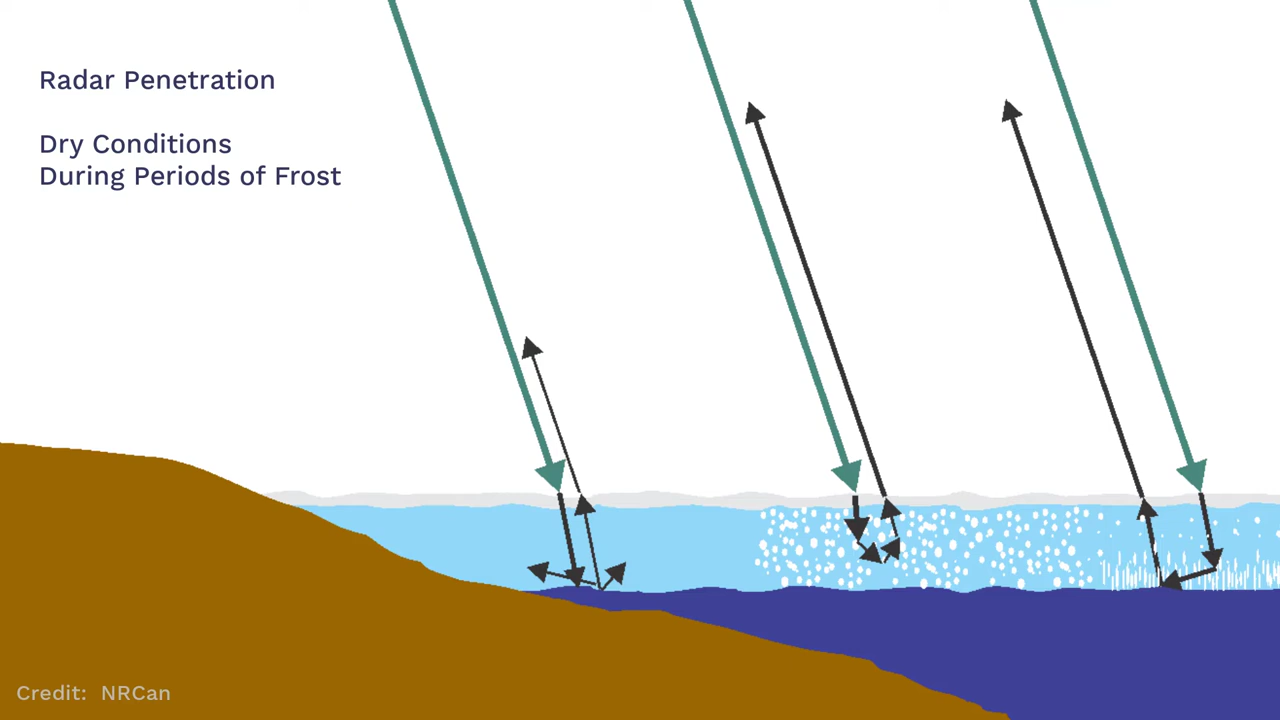 Radar Penetration
Dry Conditions
During Periods of Frost
Credit: NRCan